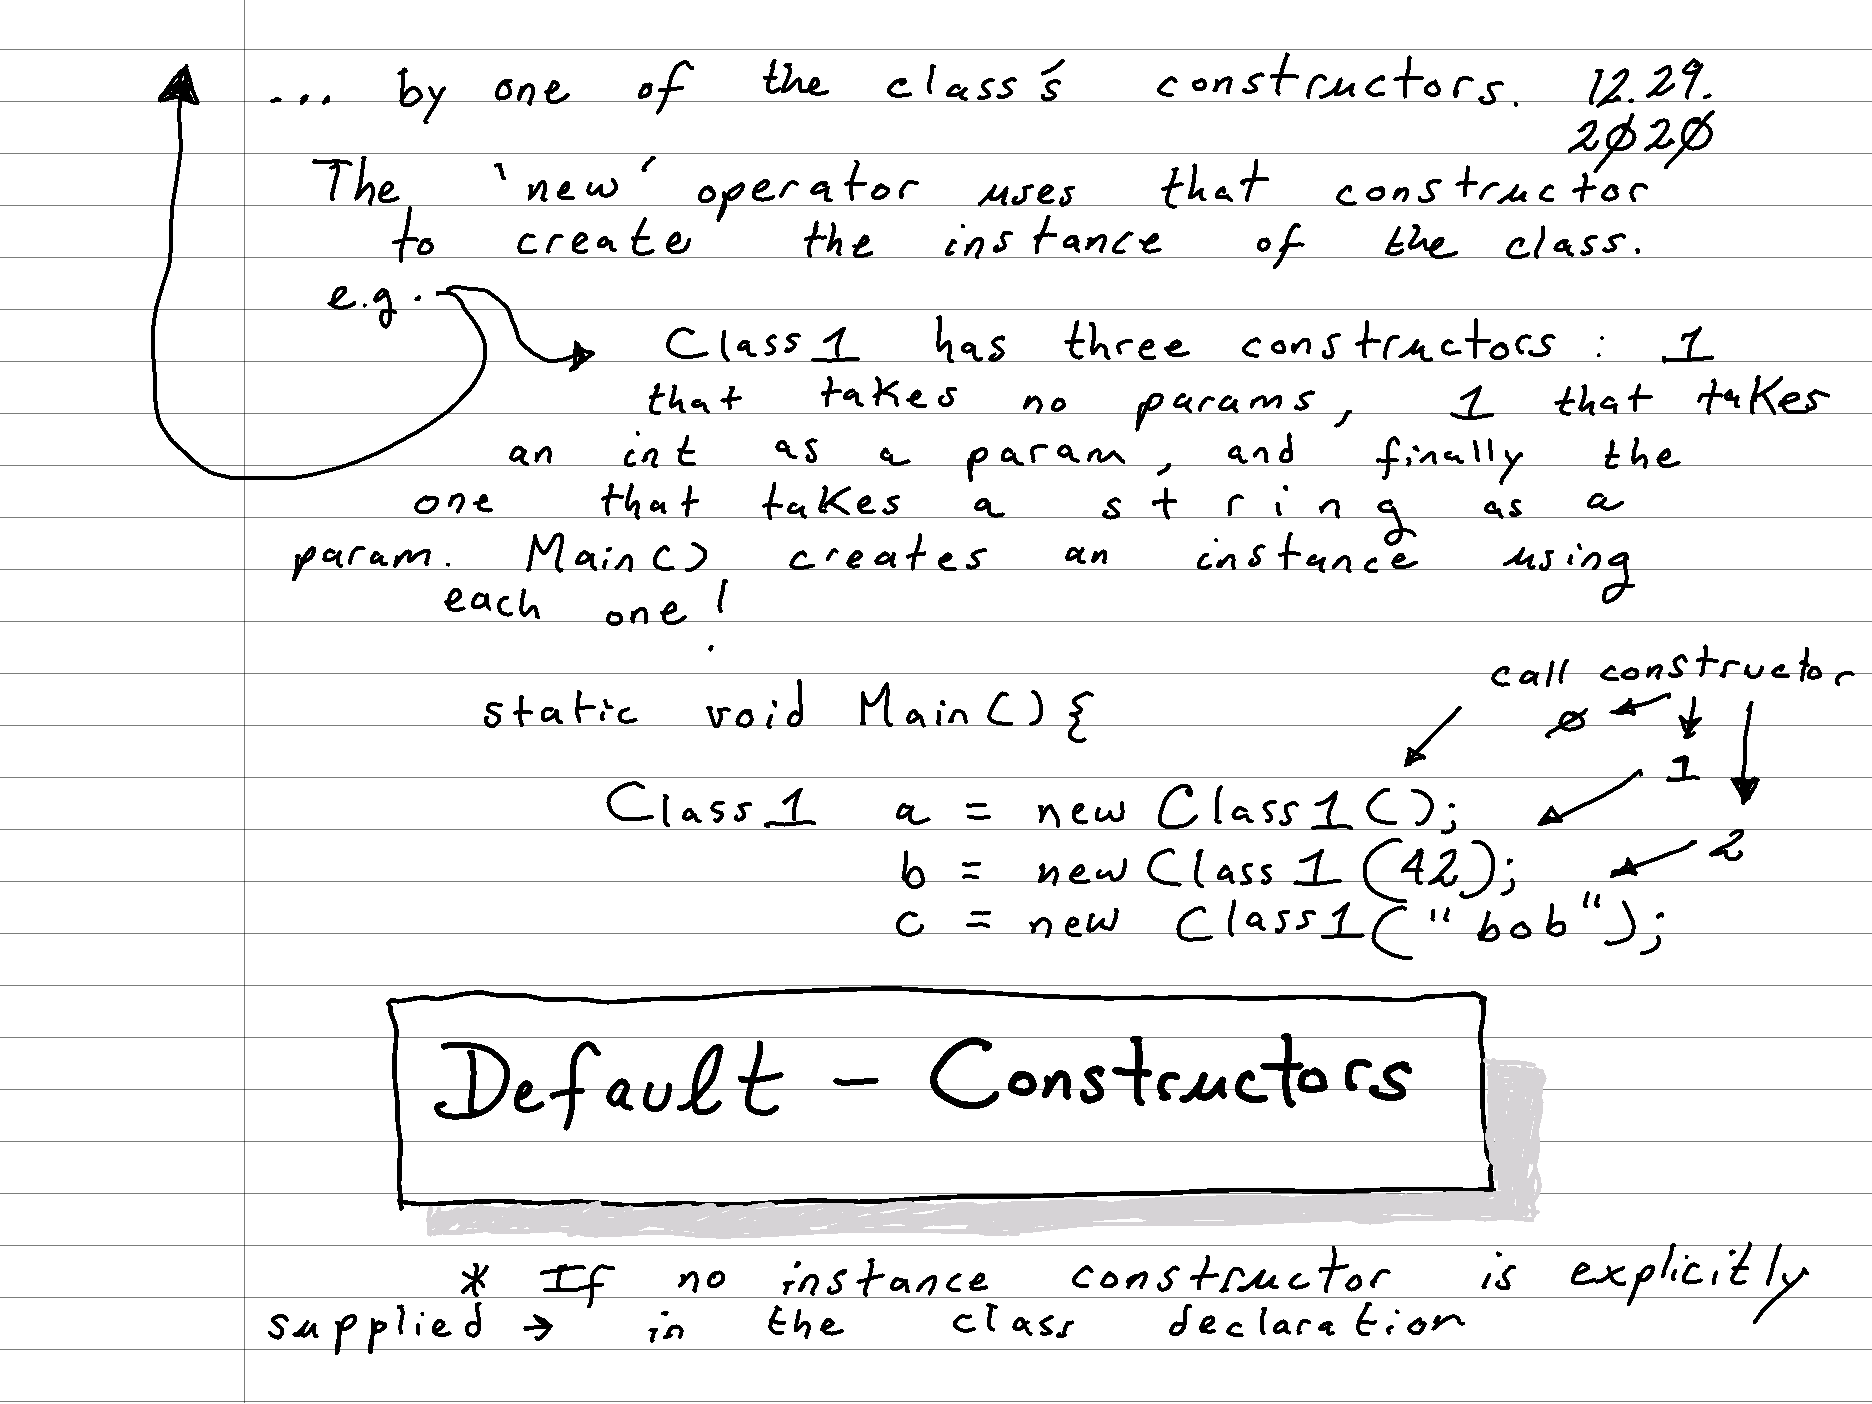 ... by one of the class's constructors. 12.29.
2020
The 'new' operator uses that constructor
to create the instance of the class.
e.g.
Class1 has three constructors: 1
that takes no params, 1 that takes
an int as a param, and finally the
one that takes a string as a
param. Main() creates an instance using
each one!
call constructor
static void Main(){
0
1
Class1 a = new Class1();
2
b = new Class1(42);
c = new Class1("bob");
Default - Constructors
* If no instance constructor is explicitly
supplied → in the class declaration